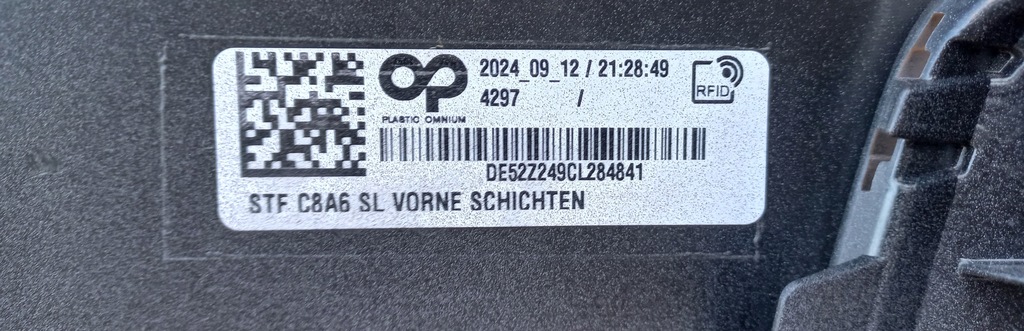 2024_09_12 / 21:28:49
4297 /
RFID
PLASTIC OMNIUM
DE52Z249CL284841
STF C8A6 SL VORNE SCHICHTEN